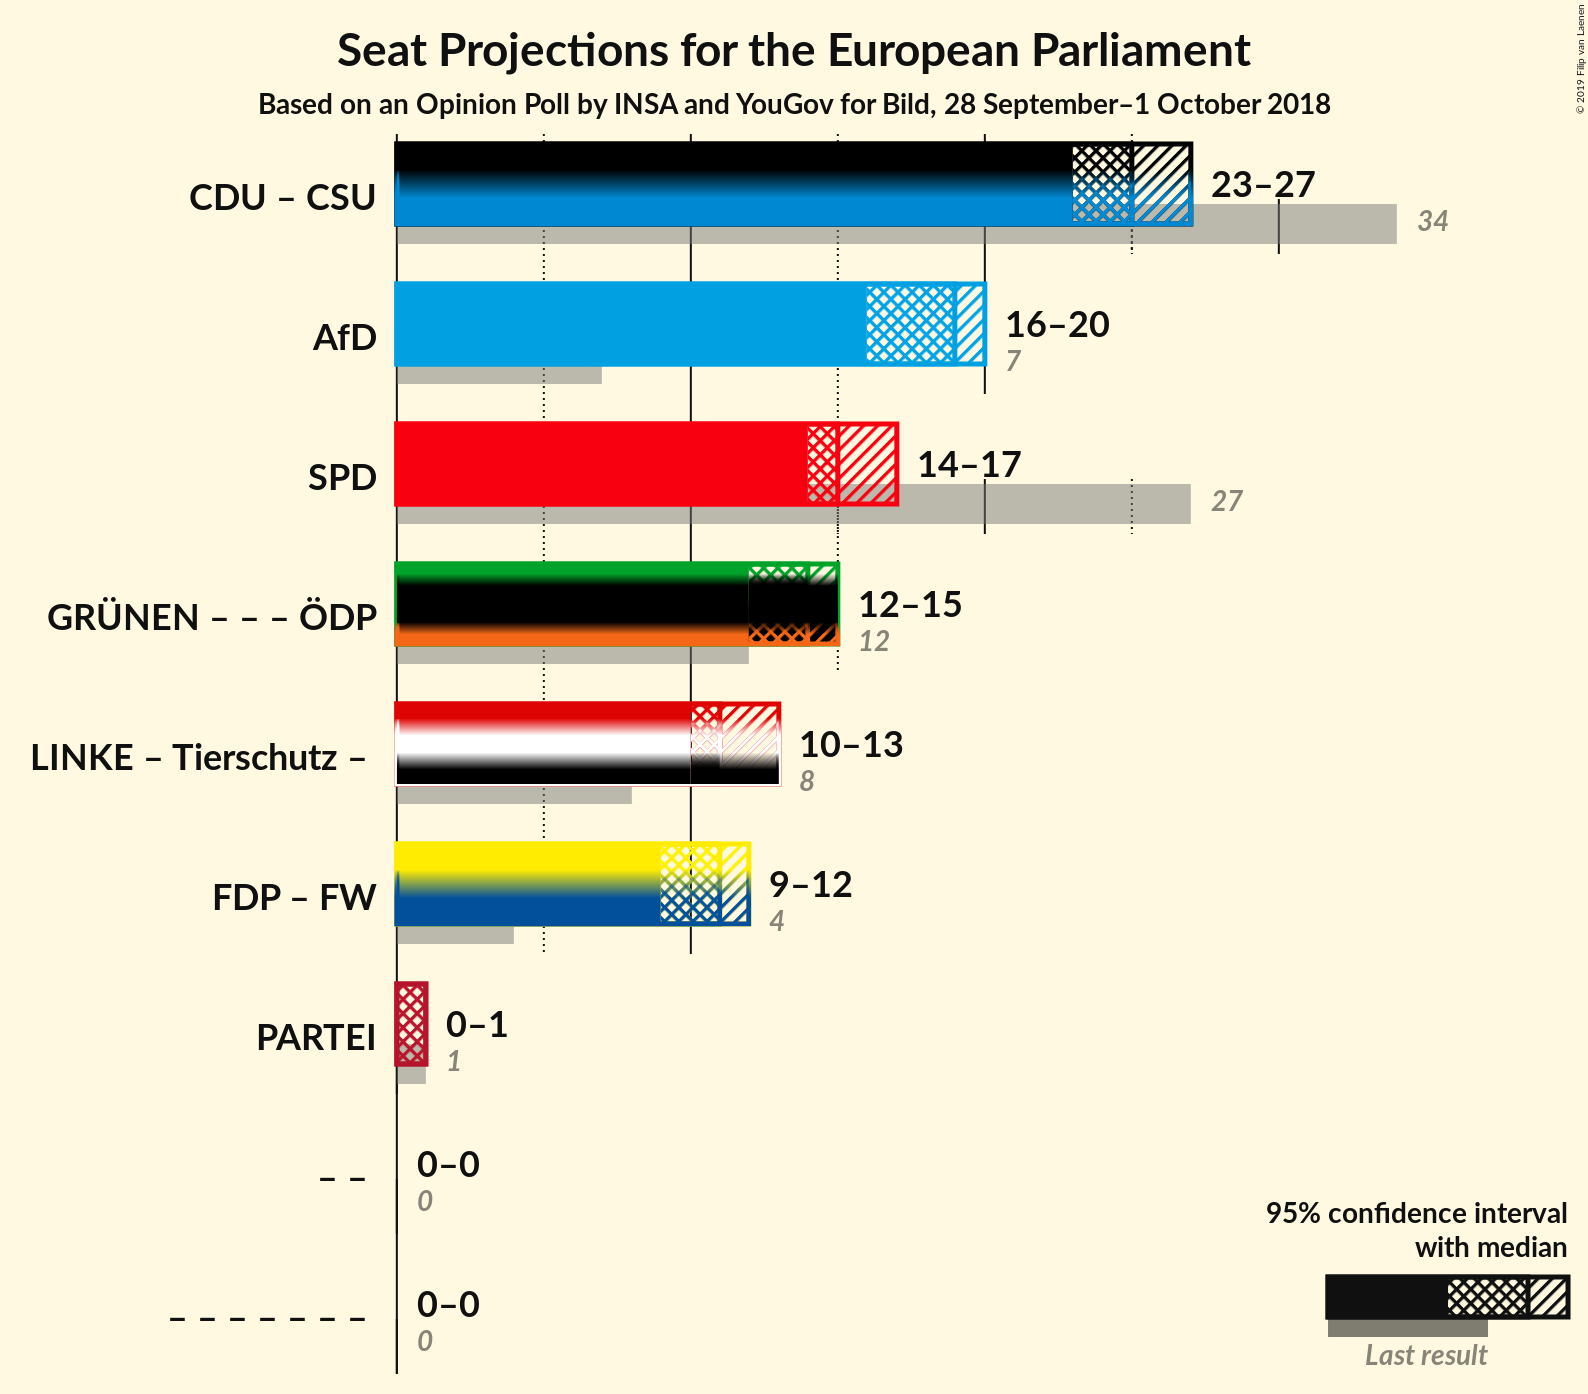 Seat Projections for the European Parliament
Based on an Opinion Poll by INSA and YouGov for Bild, 28 September–1 October 2018
© 2019 Filip van Laenen
CDU – CSU
23–27
34
AfD
16–20
7
SPD
14–17
27
GRÜNEN – – – ÖDP
12–15
12
LINKE – Tierschutz –
10–13
8
FDP – FW
9–12
4
PARTEI
0–1
1
– –
0–0
0
– – – – – – –
0–0
0
95% confidence interval
with median
Last result